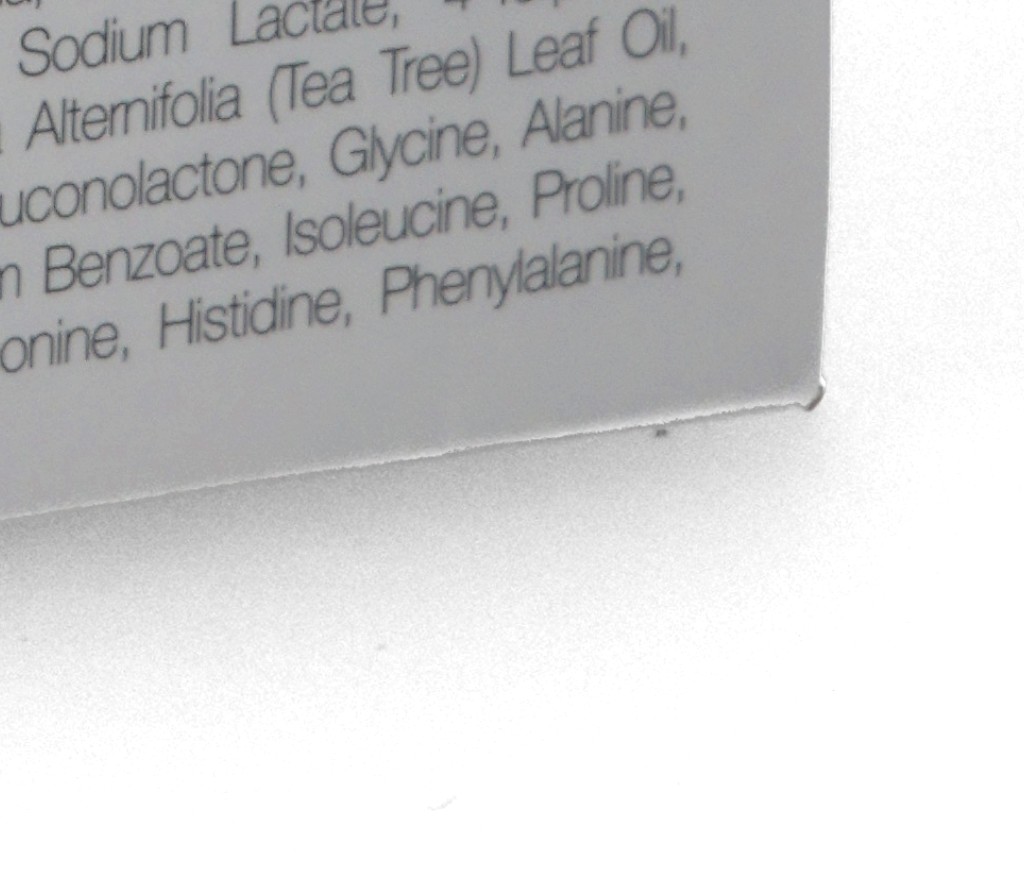 Sodium Lactate,
Alternifolia (Tea Tree) Leaf Oil,
uconolactone, Glycine, Alanine,
Benzoate, Isoleucine, Proline,
onine, Histidine, Phenylalanine,